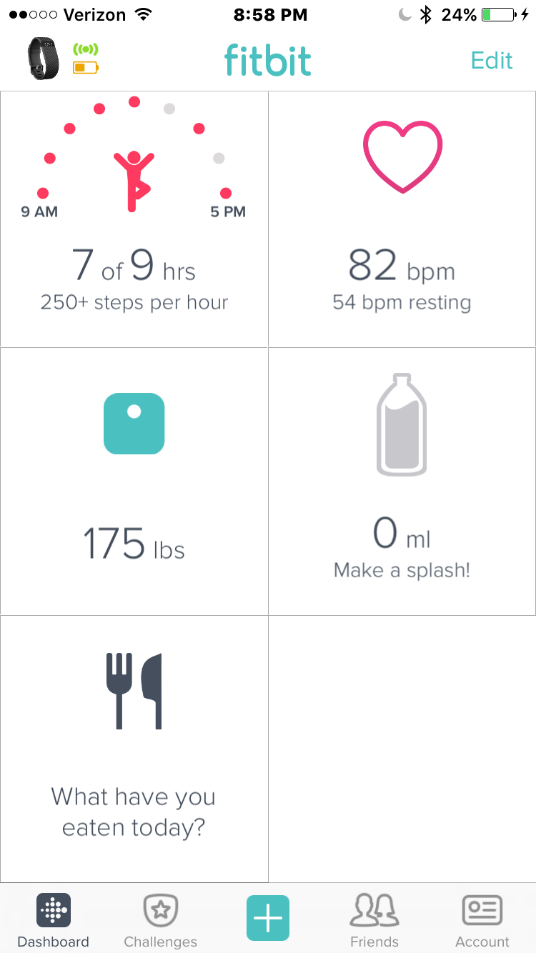 Verizon 8:58 PM 24%
fitbit Edit
9 AM 5 PM
7 of 9 hrs
250+ steps per hour
82 bpm
54 bpm resting
175 lbs
0 ml
Make a splash!
What have you
eaten today?
Dashboard Challenges Friends Account